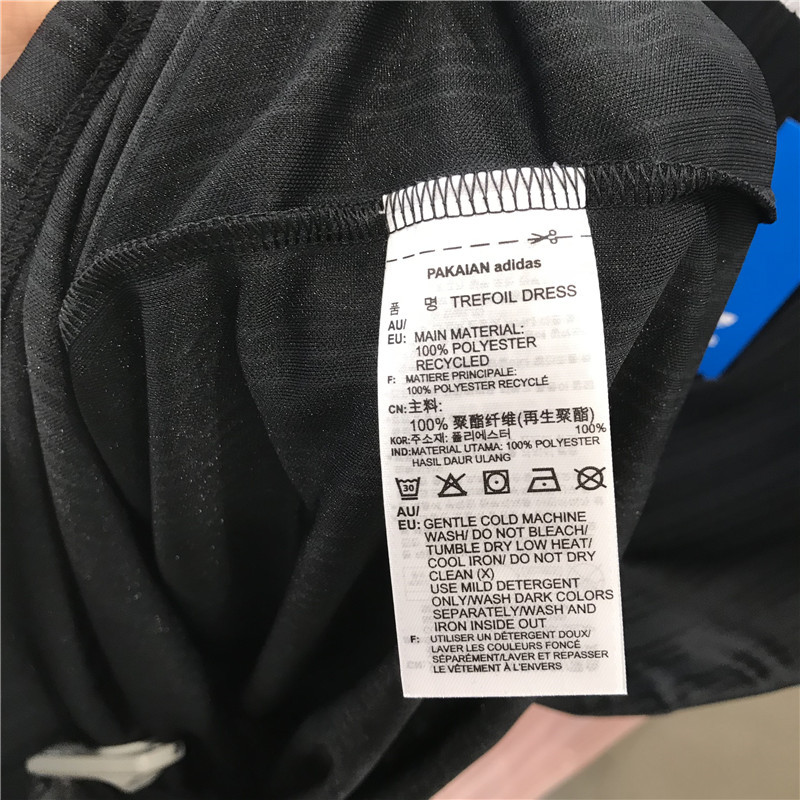 PAKAIAN adidas
품 명 TREFOIL DRESS
AU/
EU: MAIN MATERIAL:
100% POLYESTER
RECYCLED
F: MATIERE PRINCIPALE:
100% POLYESTER RECYCLÉ
CN: 主料:
100% 聚酯纤维(再生聚酯)
KOR: 주소재: 폴리에스터 100%
IND: MATERIAL UTAMA: 100% POLYESTER
HASIL DAUR ULANG
30
AU/
EU: GENTLE COLD MACHINE
WASH/ DO NOT BLEACH/
TUMBLE DRY LOW HEAT/
COOL IRON/ DO NOT DRY
CLEAN (X)
USE MILD DETERGENT
ONLY/WASH DARK COLORS
SEPARATELY/WASH AND
IRON INSIDE OUT
F: UTILISER UN DÉTERGENT DOUX/
LAVER LES COULEURS FONCÉ
SÉPARÉMENT/LAVER ET REPASSER
LE VÊTEMENT À L'ENVERS